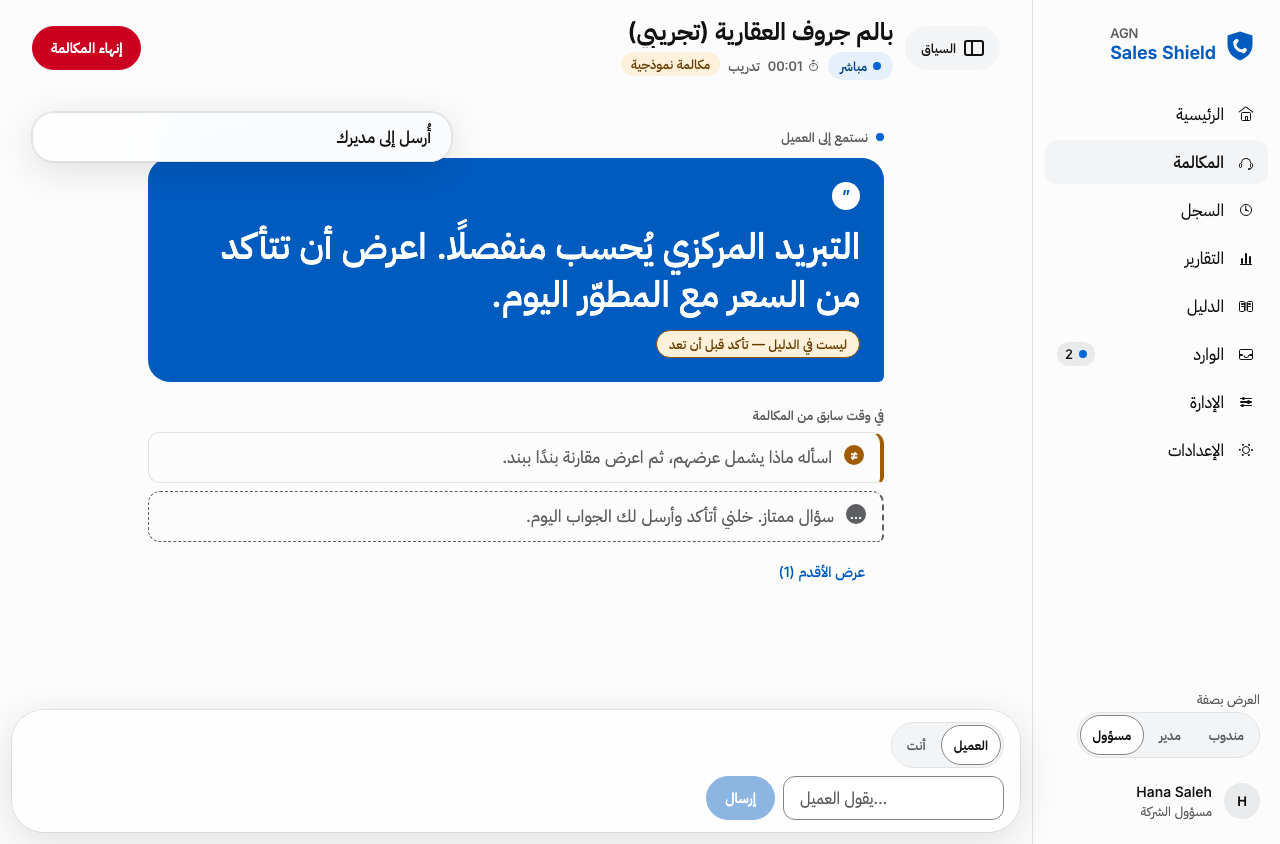 AGN
Sales Shield
الرئيسية
المكالمة
السجل
التقارير
الدليل
الوارد
2
الإدارة
الإعدادات
العرض بصفة
مندوب
مدير
مسؤول
H
Hana Saleh
مسؤول الشركة
السياق
بالم جروف العقارية (تجريبي)
مباشر
00:01
تدريب
مكالمة نموذجية
إنهاء المكالمة
أُرسل إلى مديرك
نستمع إلى العميل
"
التبريد المركزي يُحسب منفصلًا. اعرض أن تتأكد
من السعر مع المطوّر اليوم.
ليست في الدليل — تأكد قبل أن تعد
في وقت سابق من المكالمة
≠
اسأله ماذا يشمل عرضهم، ثم اعرض مقارنة بندًا ببند.
…
سؤال ممتاز. خلني أتأكد وأرسل لك الجواب اليوم.
عرض الأقدم (1)
العميل
أنت
يقول العميل…
إرسال